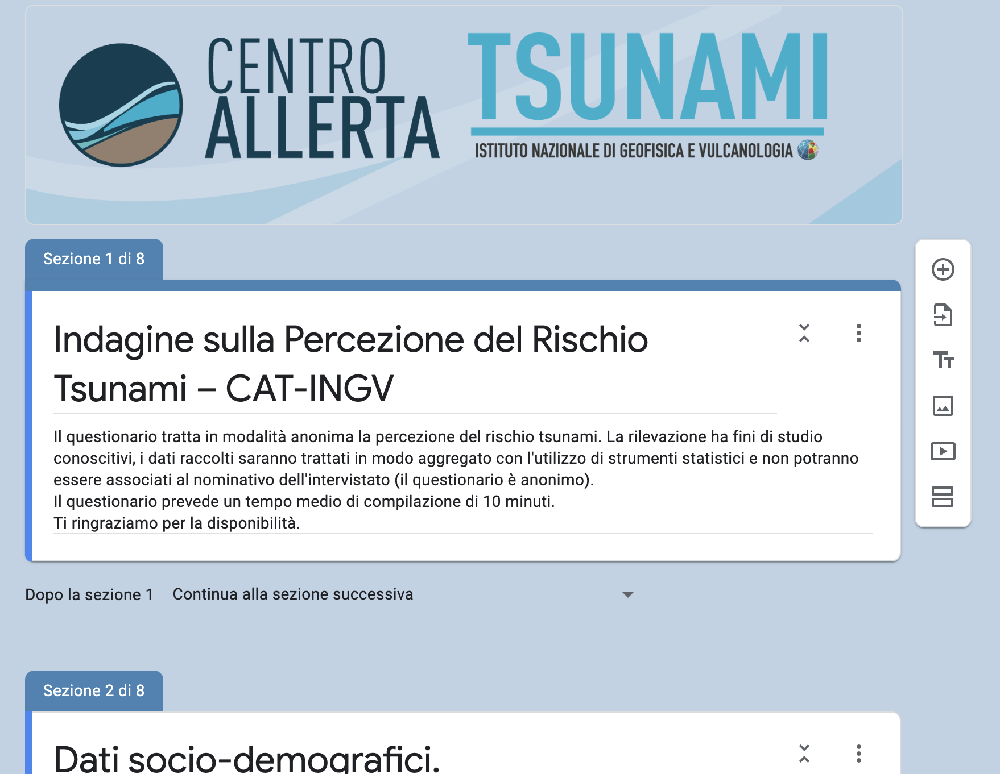 CENTRO
ALLERTA
TSUNAMI
ISTITUTO NAZIONALE DI GEOFISICA E VULCANOLOGIA
Sezione 1 di 8
Indagine sulla Percezione del Rischio
Tsunami – CAT-INGV
Il questionario tratta in modalità anonima la percezione del rischio tsunami. La rilevazione ha fini di studio
conoscitivi, i dati raccolti saranno trattati in modo aggregato con l'utilizzo di strumenti statistici e non potranno
essere associati al nominativo dell'intervistato (il questionario è anonimo).
Il questionario prevede un tempo medio di compilazione di 10 minuti.
Ti ringraziamo per la disponibilità.
Dopo la sezione 1 Continua alla sezione successiva
Sezione 2 di 8
Dati socio-demografici.